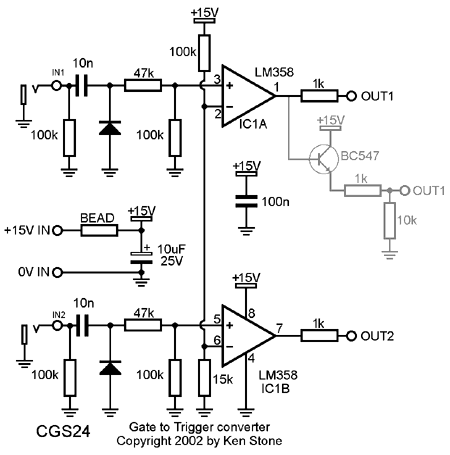 +15V
100k
IN1
10n
47k
LM358
3
+
1
1k
OUT1
−
2
IC1A
100k
100k
+15V
BC547
+15V
1k
OUT1
100n
10k
BEAD
+15V
+15V IN
+
10uF
25V
0V IN
+15V
IN2
10n
47k
5
+
8
7
1k
OUT2
6
−
4
100k
100k
15k
LM358
IC1B
CGS24
Gate to Trigger converter
Copyright 2002 by Ken Stone